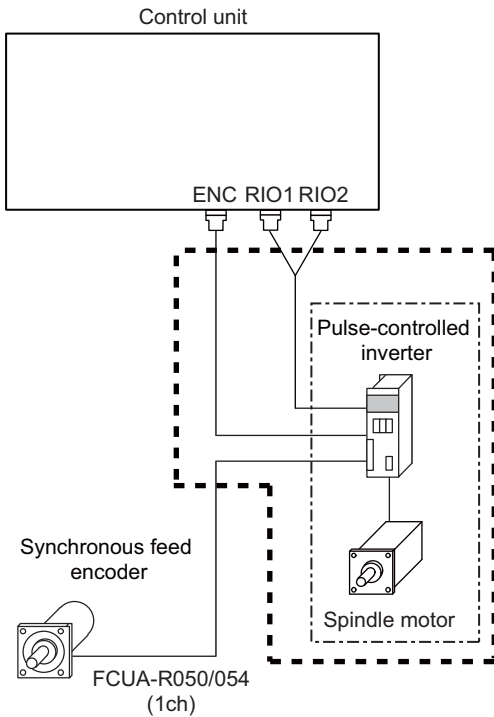 Control unit
ENC RIO1 RIO2
Pulse-controlled
inverter
Synchronous feed
encoder
Spindle motor
FCUA-R050/054
(1ch)